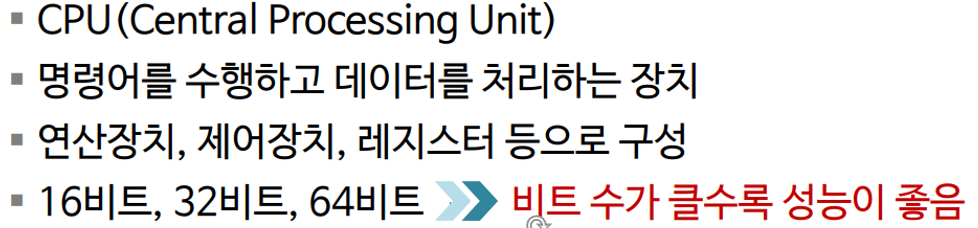 ▪ CPU(Central Processing Unit)
▪ 명령어를 수행하고 데이터를 처리하는 장치
▪ 연산장치, 제어장치, 레지스터 등으로 구성
▪ 16비트, 32비트, 64비트 비트 수가 클수록 성능이 좋음